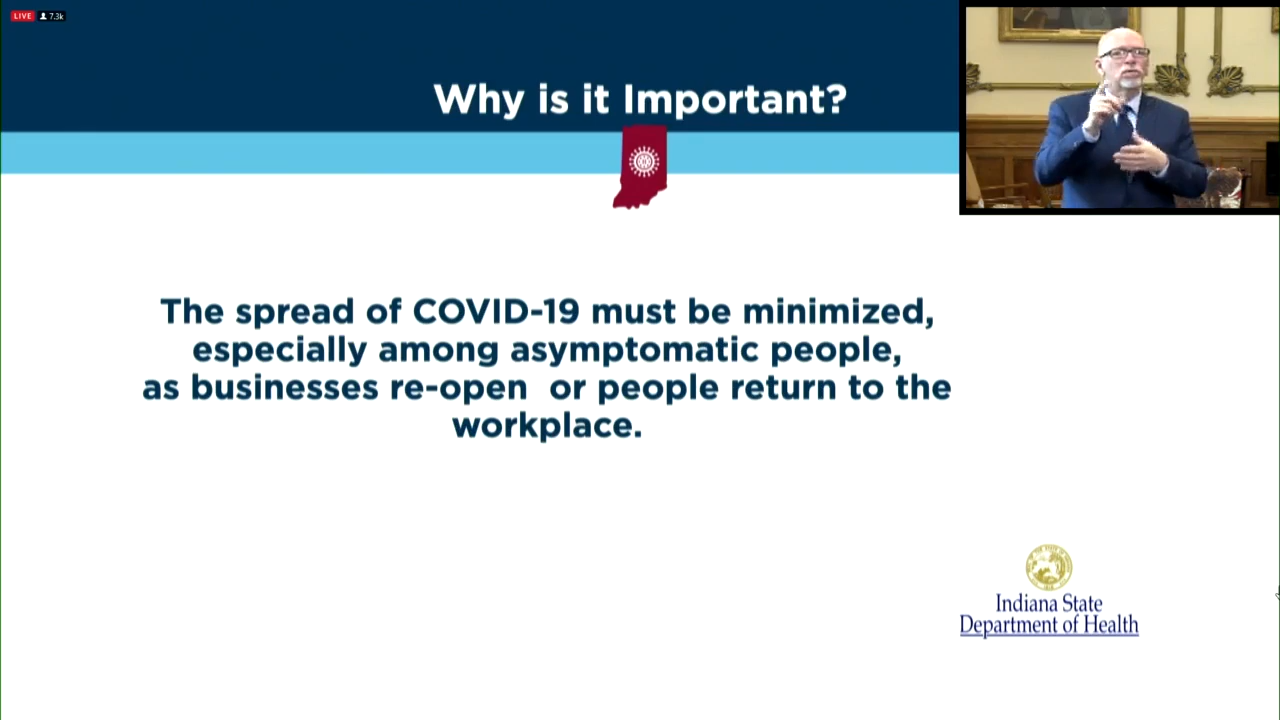 LIVE 7.3k
Why is it Important?
The spread of COVID-19 must be minimized,
especially among asymptomatic people,
as businesses re-open or people return to the
workplace.
Indiana State
Department of Health